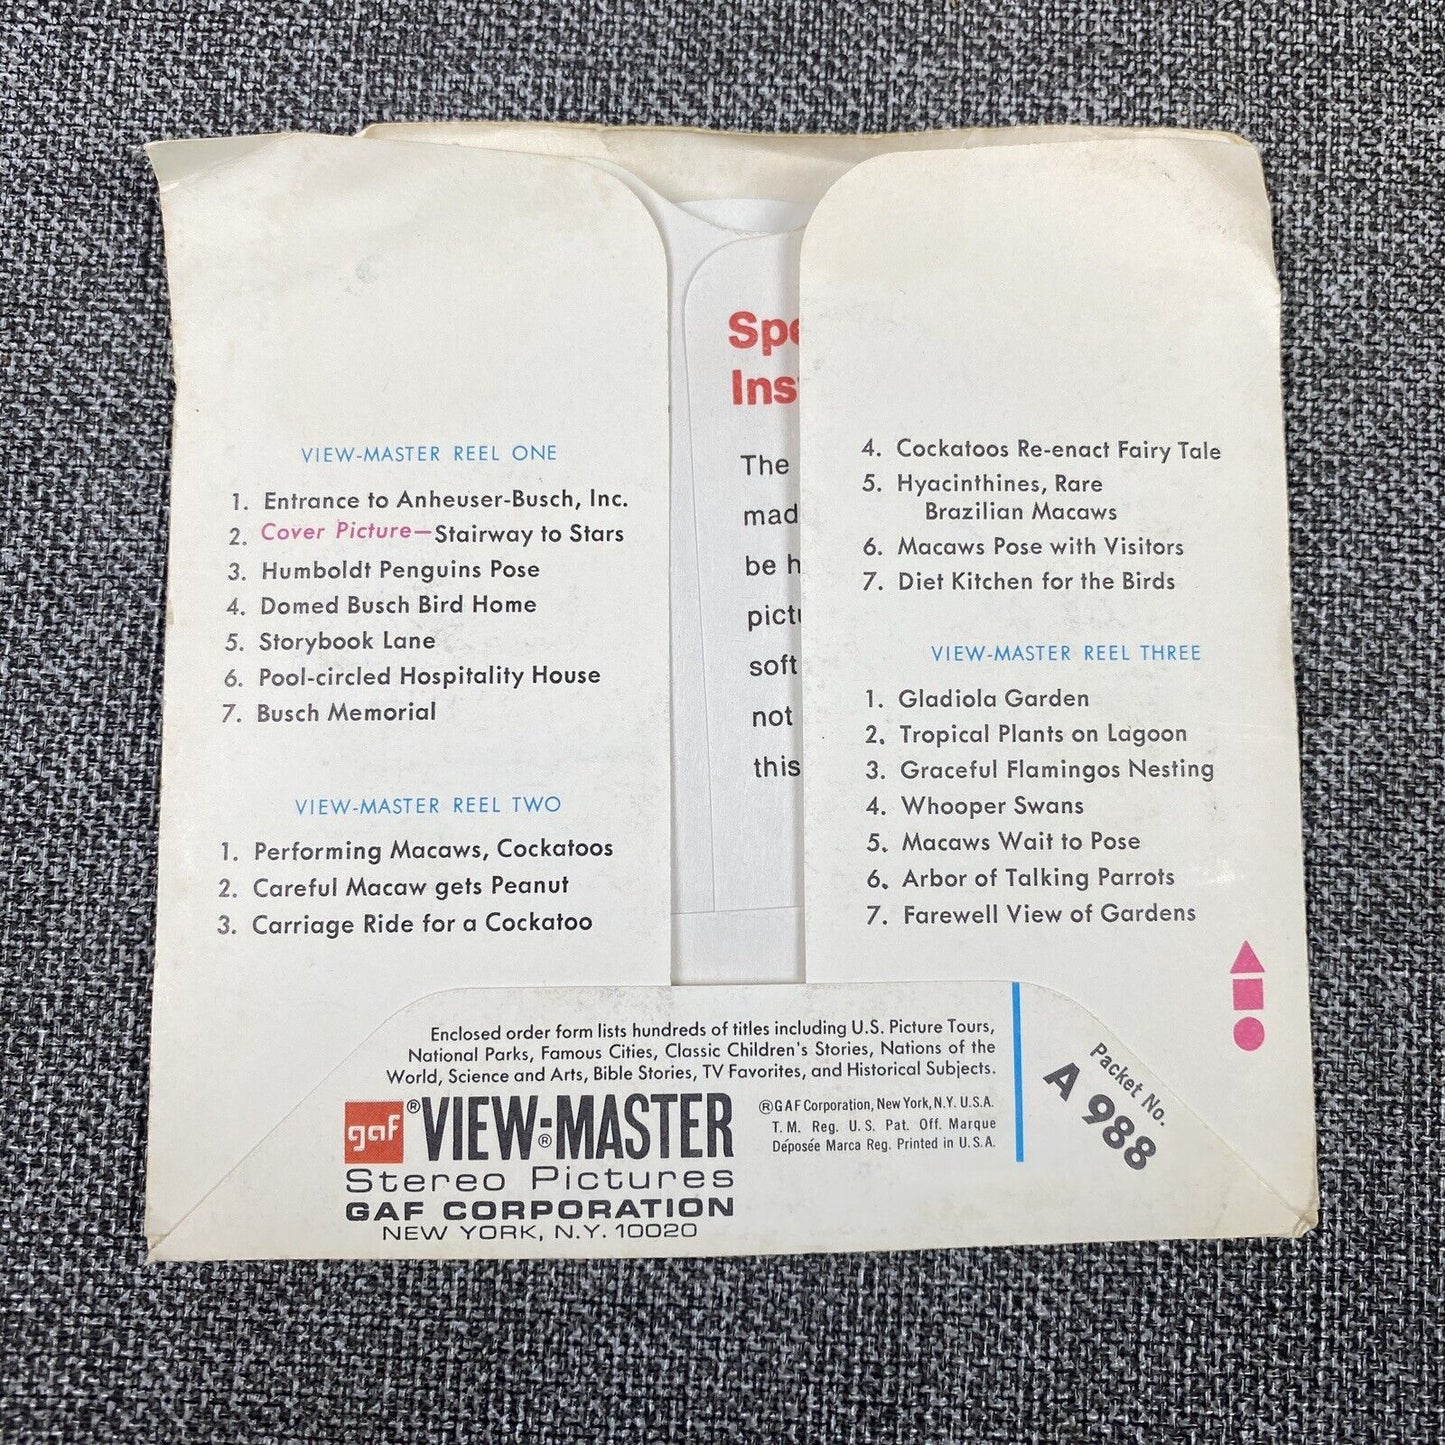 VIEW-MASTER REEL ONE
1. Entrance to Anheuser-Busch, Inc.
2. Cover Picture—Stairway to Stars
3. Humboldt Penguins Pose
4. Domed Busch Bird Home
5. Storybook Lane
6. Pool-circled Hospitality House
7. Busch Memorial
VIEW-MASTER REEL TWO
1. Performing Macaws, Cockatoos
2. Careful Macaw gets Peanut
3. Carriage Ride for a Cockatoo
The
be
soft
not
this
4. Cockatoos Re-enact Fairy Tale
5. Hyacinthines, Rare
Brazilian Macaws
6. Macaws Pose with Visitors
7. Diet Kitchen for the Birds
VIEW-MASTER REEL THREE
1. Gladiola Garden
2. Tropical Plants on Lagoon
3. Graceful Flamingos Nesting
4. Whooper Swans
5. Macaws Wait to Pose
6. Arbor of Talking Parrots
7. Farewell View of Gardens
Enclosed order form lists hundreds of titles including U.S. Picture Tours,
National Parks, Famous Cities, Classic Children's Stories, Nations of the
World, Science and Arts, Bible Stories, TV Favorites, and Historical Subjects.
gaf® VIEW-MASTER®
Stereo Pictures
GAF CORPORATION
NEW YORK, N.Y. 10020
®GAF Corporation, New York, N.Y. U.S.A.
T.M. Reg. U.S. Pat. Off. Marque
Déposée Marca Reg. Printed in U.S.A.
Packet No.
A 988